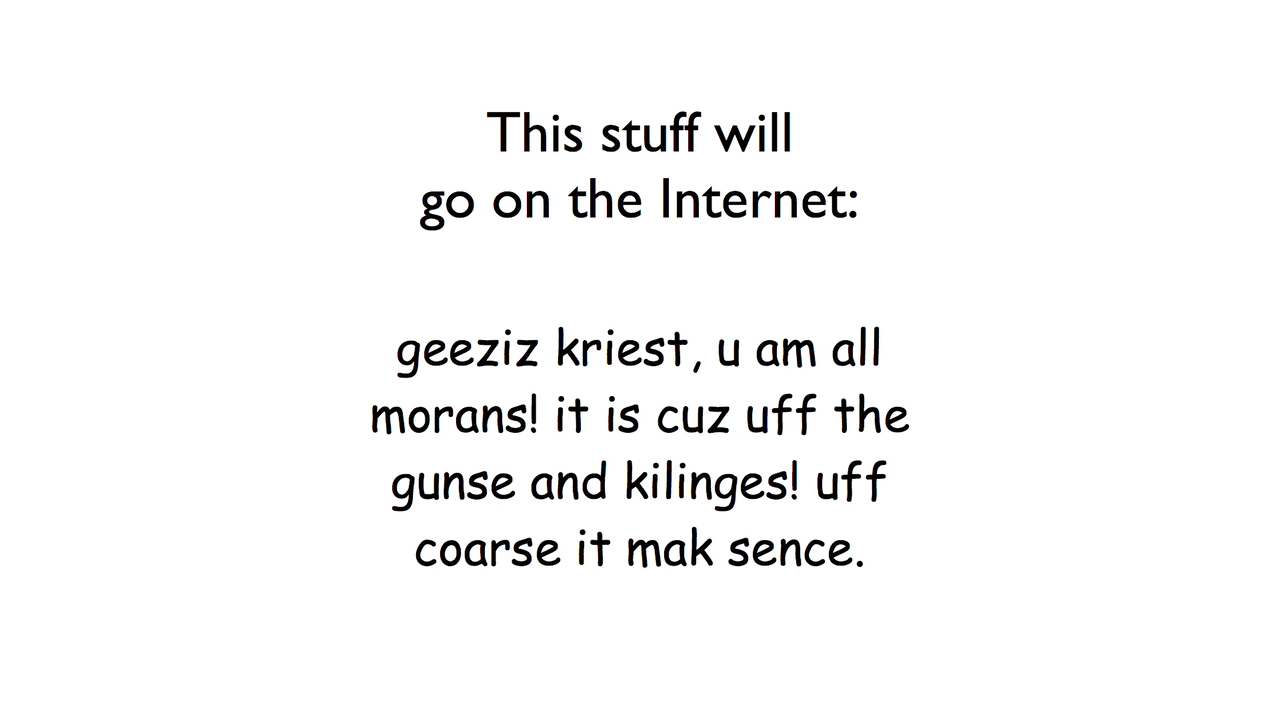 This stuff will
go on the Internet:
geeziz kriest, u am all
morans! it is cuz uff the
gunse and kilinges! uff
coarse it mak sence.